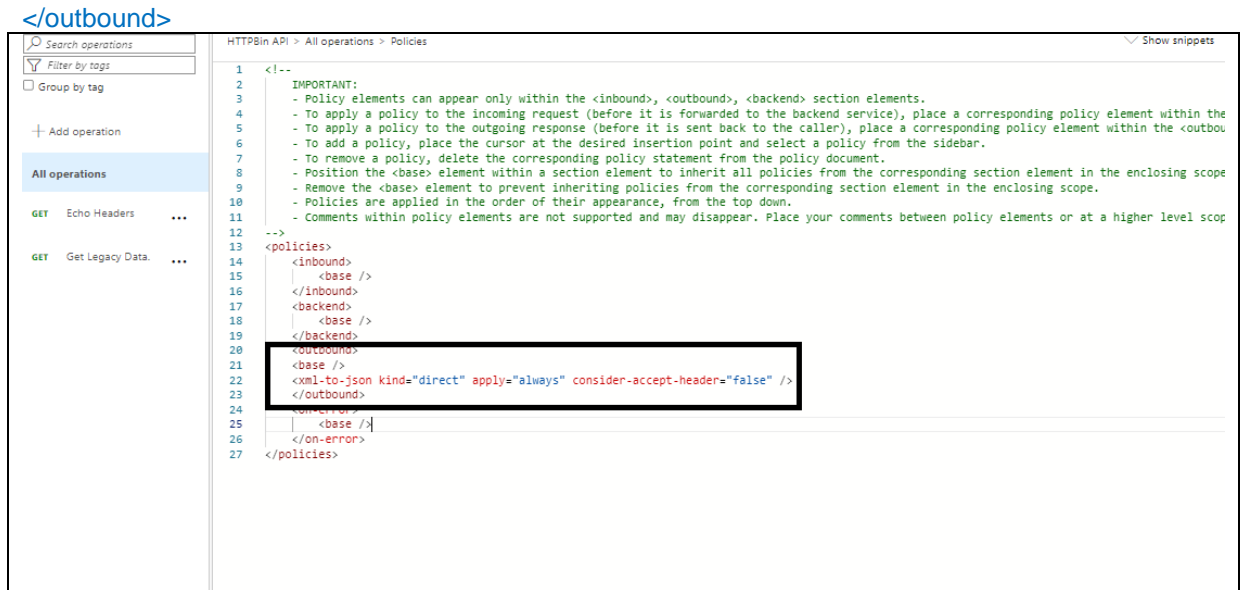 </outbound>
Search operations
Filter by tags
Group by tag
+ Add operation
All operations
GET Echo Headers ...
GET Get Legacy Data. ...
HTTPBin API > All operations > Policies
Show snippets
1 <!--
2 IMPORTANT:
3 - Policy elements can appear only within the <inbound>, <outbound>, <backend> section elements.
4 - To apply a policy to the incoming request (before it is forwarded to the backend service), place a corresponding policy element within the
5 - To apply a policy to the outgoing response (before it is sent back to the caller), place a corresponding policy element within the <outbou
6 - To add a policy, place the cursor at the desired insertion point and select a policy from the sidebar.
7 - To remove a policy, delete the corresponding policy statement from the policy document.
8 - Position the <base> element within a section element to inherit all policies from the corresponding section element in the enclosing scope
9 - Remove the <base> element to prevent inheriting policies from the corresponding section element in the enclosing scope.
10 - Policies are applied in the order of their appearance, from the top down.
11 - Comments within policy elements are not supported and may disappear. Place your comments between policy elements or at a higher level scop
12 -->
13 <policies>
14 <inbound>
15 <base />
16 </inbound>
17 <backend>
18 <base />
19 </backend>
20 <outbound>
21 <base />
22 <xml-to-json kind="direct" apply="always" consider-accept-header="false" />
23 </outbound>
24 <on-error>
25 <base />
26 </on-error>
27 </policies>